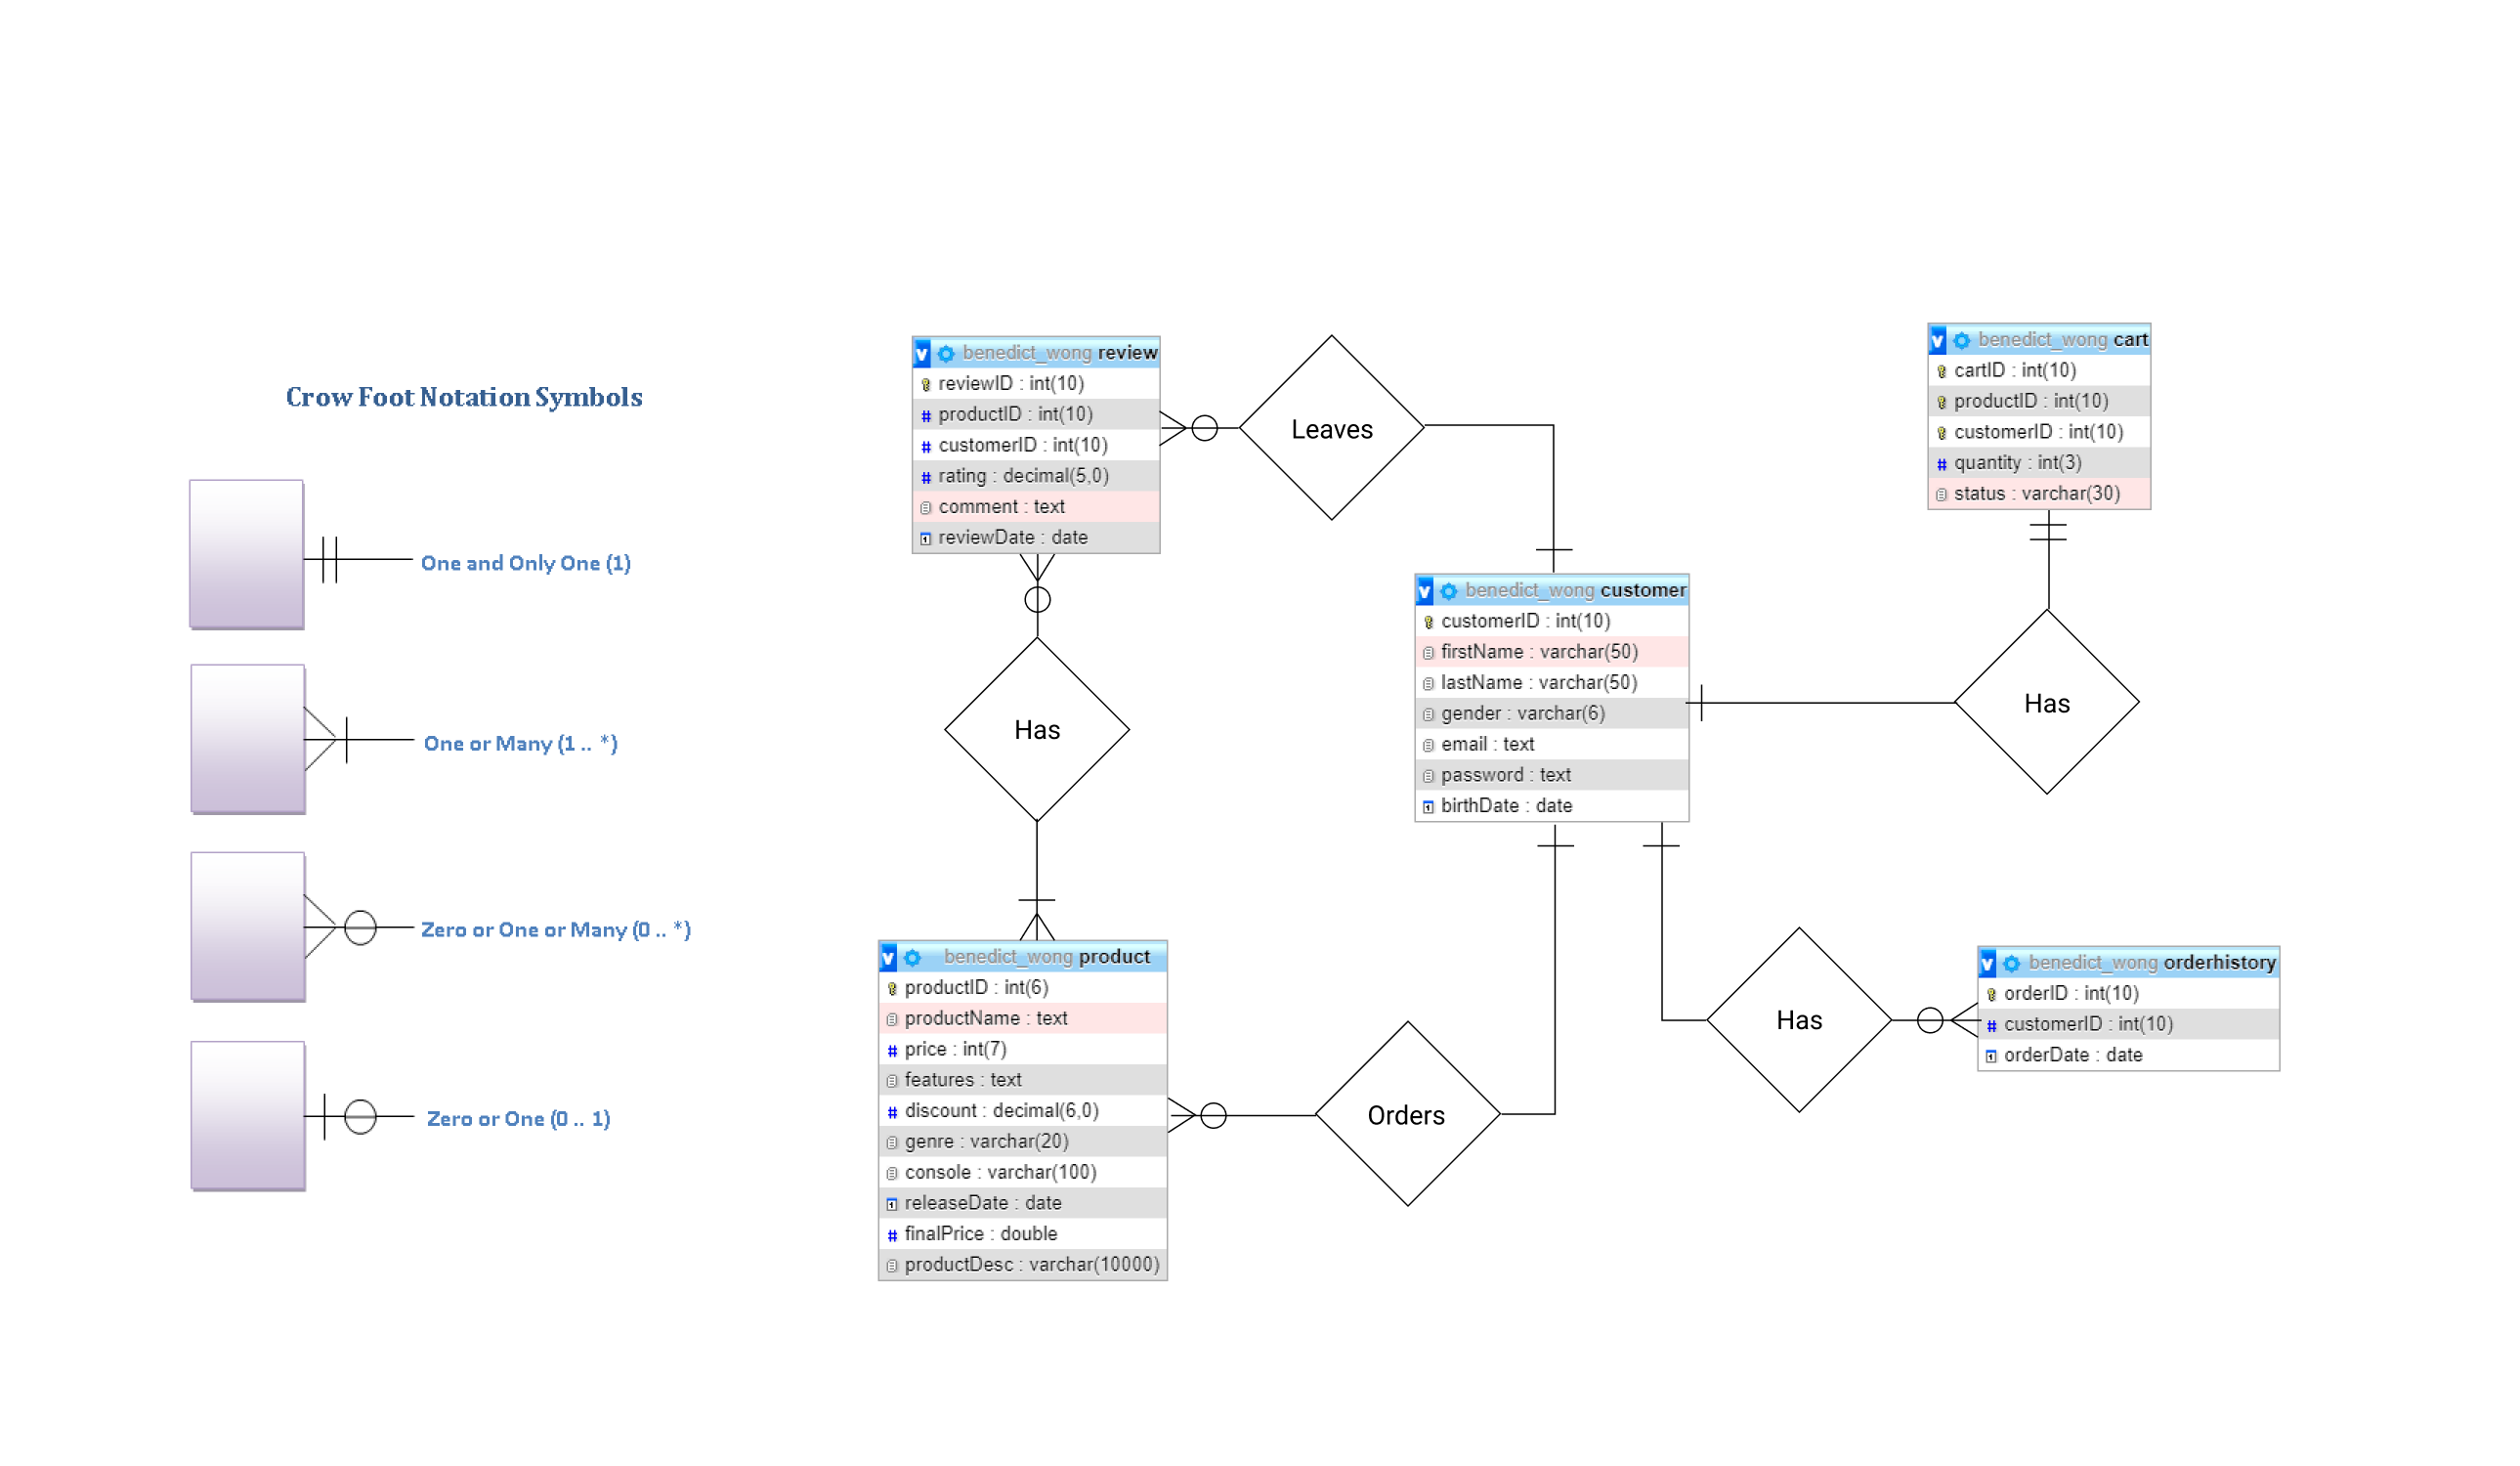 Crow Foot Notation Symbols
One and Only One (1)
One or Many (1 .. *)
Zero or One or Many (0 .. *)
Zero or One (0 .. 1)
benedict_wong review
reviewID : int(10)
productID : int(10)
customerID : int(10)
rating : decimal(5,0)
comment : text
reviewDate : date
Leaves
Has
benedict_wong product
productID : int(6)
productName : text
price : int(7)
features : text
discount : decimal(6,0)
genre : varchar(20)
console : varchar(100)
releaseDate : date
finalPrice : double
productDesc : varchar(10000)
Orders
benedict_wong customer
customerID : int(10)
firstName : varchar(50)
lastName : varchar(50)
gender : varchar(6)
email : text
password : text
birthDate : date
benedict_wong cart
cartID : int(10)
productID : int(10)
customerID : int(10)
quantity : int(3)
status : varchar(30)
Has
Has
benedict_wong orderhistory
orderID : int(10)
customerID : int(10)
orderDate : date